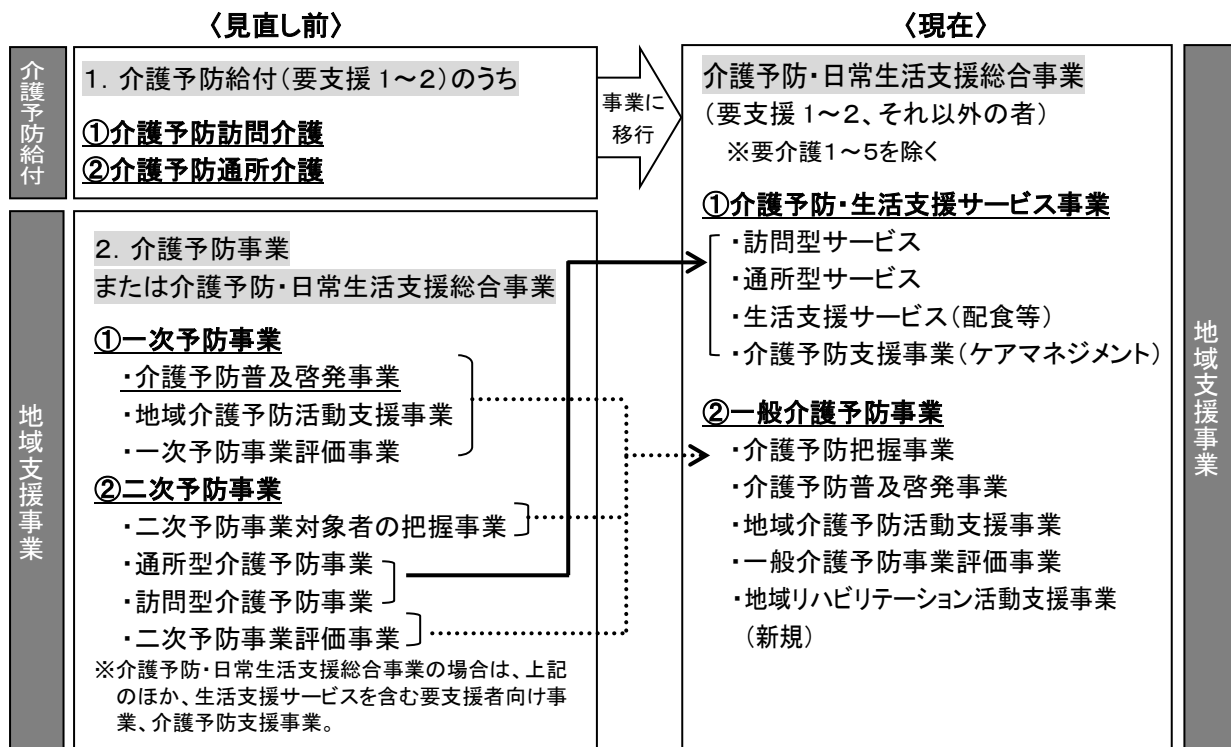 〈見直し前〉
介護予防給付
1．介護予防給付（要支援１～２）のうち
①介護予防訪問介護
②介護予防通所介護
地域支援事業
２．介護予防事業
または介護予防・日常生活支援総合事業
①一次予防事業
・介護予防普及啓発事業
・地域介護予防活動支援事業
・一次予防事業評価事業
②二次予防事業
・二次予防事業対象者の把握事業
・通所型介護予防事業
・訪問型介護予防事業
・二次予防事業評価事業
※介護予防・日常生活支援総合事業の場合は、上記
のほか、生活支援サービスを含む要支援者向け事
業、介護予防支援事業。
事業に
移行
〈現在〉
介護予防・日常生活支援総合事業
（要支援１～２、それ以外の者）
※要介護１～５を除く
①介護予防・生活支援サービス事業
・訪問型サービス
・通所型サービス
・生活支援サービス（配食等）
・介護予防支援事業（ケアマネジメント）
②一般介護予防事業
・介護予防把握事業
・介護予防普及啓発事業
・地域介護予防活動支援事業
・一般介護予防事業評価事業
・地域リハビリテーション活動支援事業
（新規）
地域支援事業